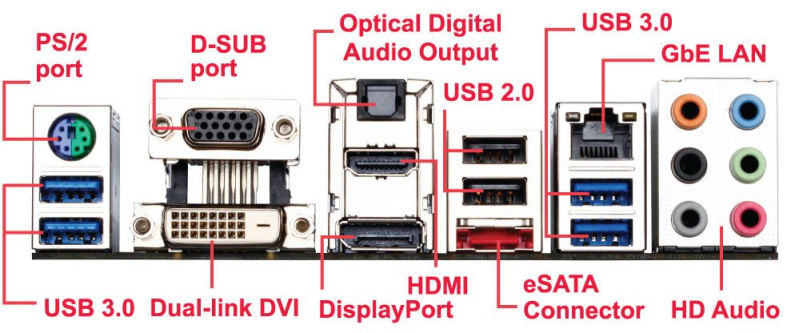 PS/2
port
D-SUB
port
Optical Digital
Audio Output
USB 2.0
USB 3.0
GbE LAN
USB 3.0
Dual-link DVI
HDMI
DisplayPort
eSATA
Connector
HD Audio